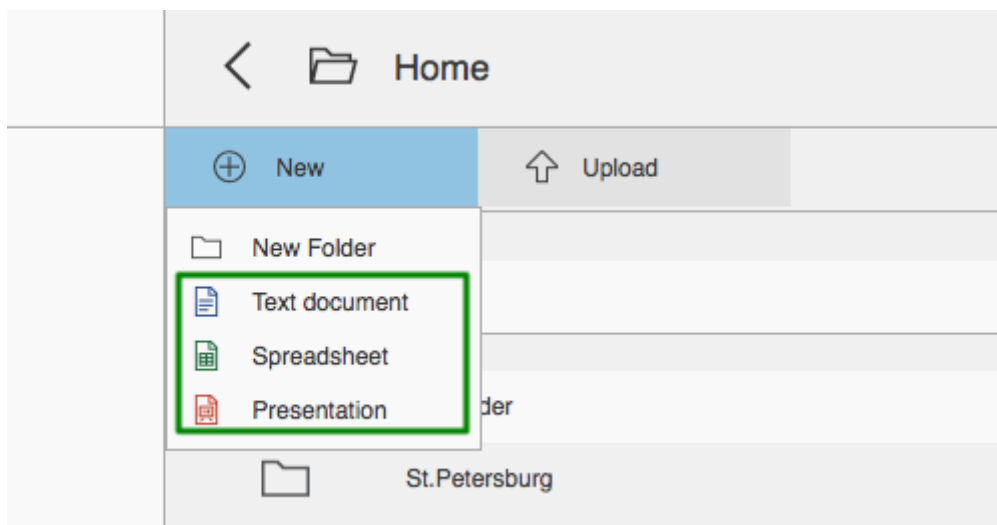 Home
New
Upload
New Folder
Text document
Spreadsheet
Presentation
der
St.Petersburg